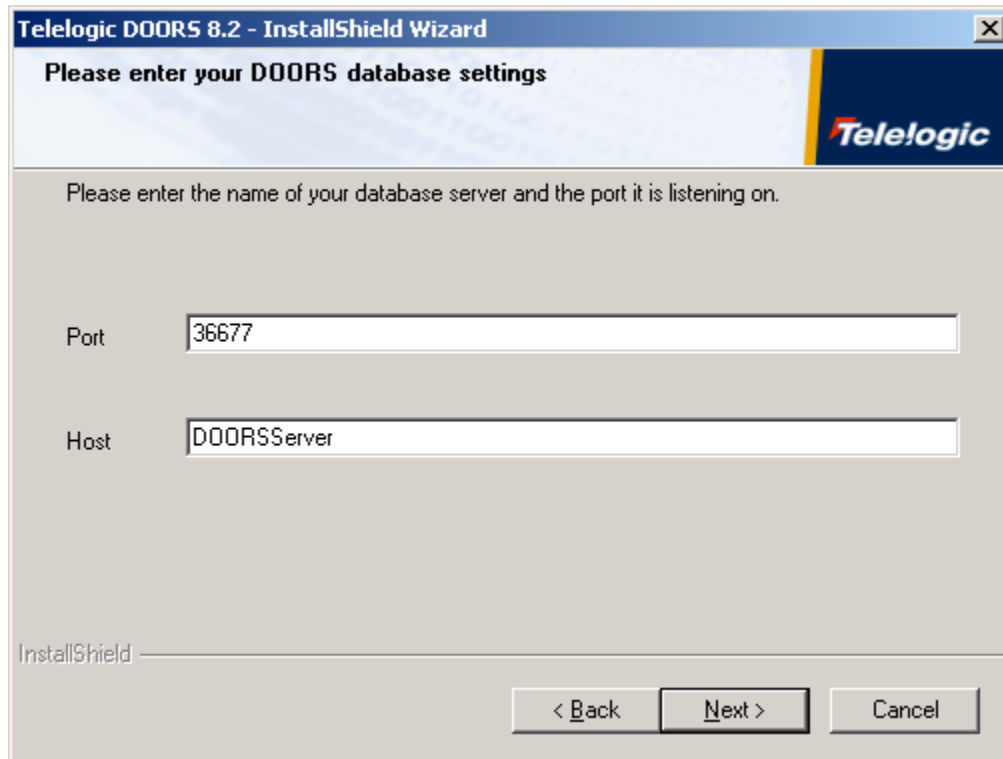 Telelogic DOORS 8.2 - InstallShield Wizard
Please enter your DOORS database settings
Telelogic
Please enter the name of your database server and the port it is listening on.
Port 36677
Host DOORSServer
InstallShield
< Back Next > Cancel